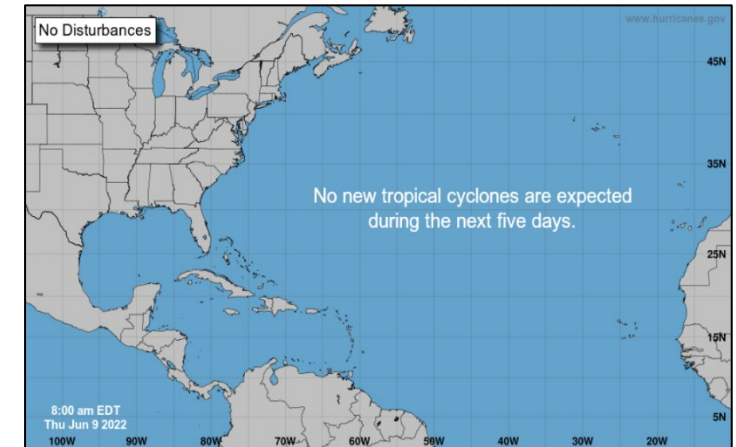 No Disturbances
www.hurricanes.gov
45N
35N
No new tropical cyclones are expected
during the next five days.
25N
15N
8:00 am EDT
Thu Jun 9 2022
5N
100W 90W 80W 70W 60W 50W 40W 30W 20W